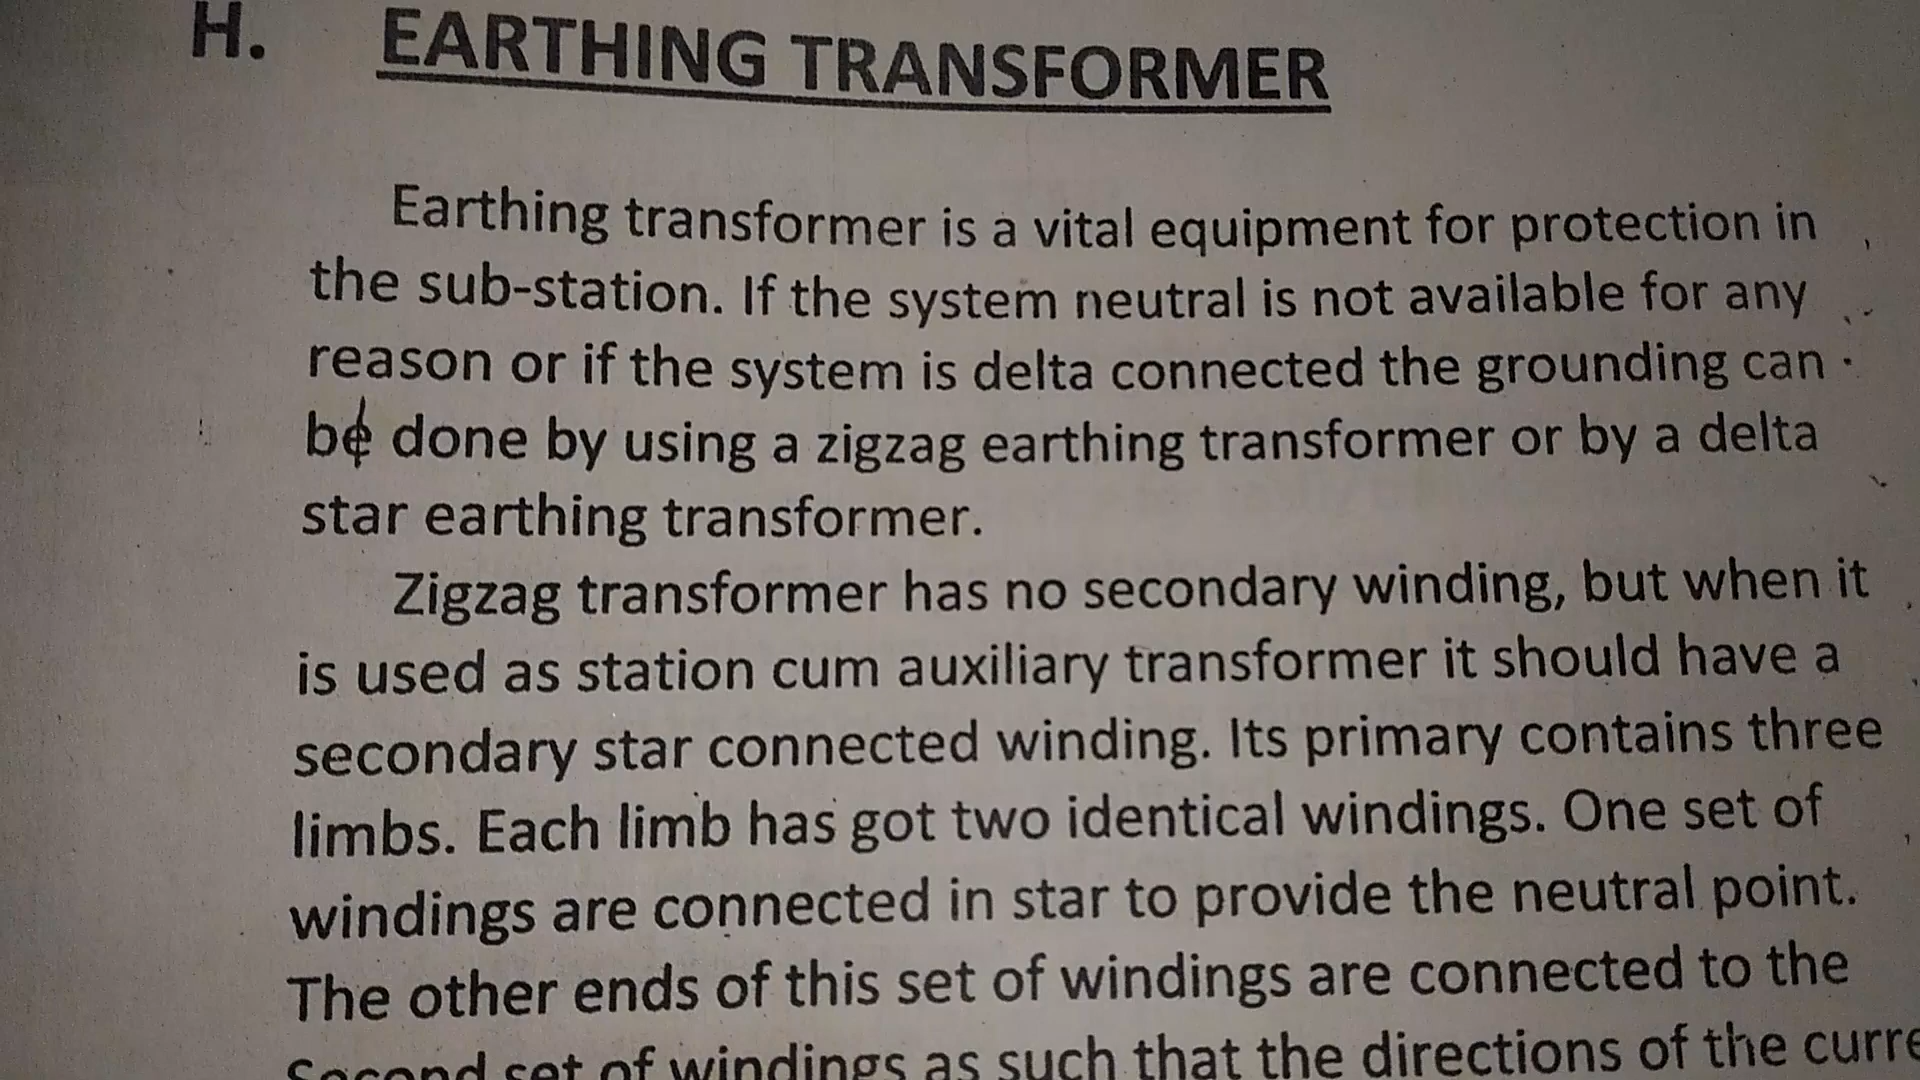 H. EARTHING TRANSFORMER
Earthing transformer is a vital equipment for protection in
the sub-station. If the system neutral is not available for any
reason or if the system is delta connected the grounding can
be done by using a zigzag earthing transformer or by a delta
star earthing transformer.
Zigzag transformer has no secondary winding, but when it
is used as station cum auxiliary transformer it should have a
secondary star connected winding. Its primary contains three
limbs. Each limb has got two identical windings. One set of
windings are connected in star to provide the neutral point.
The other ends of this set of windings are connected to the
Second set of windings as such that the directions of the